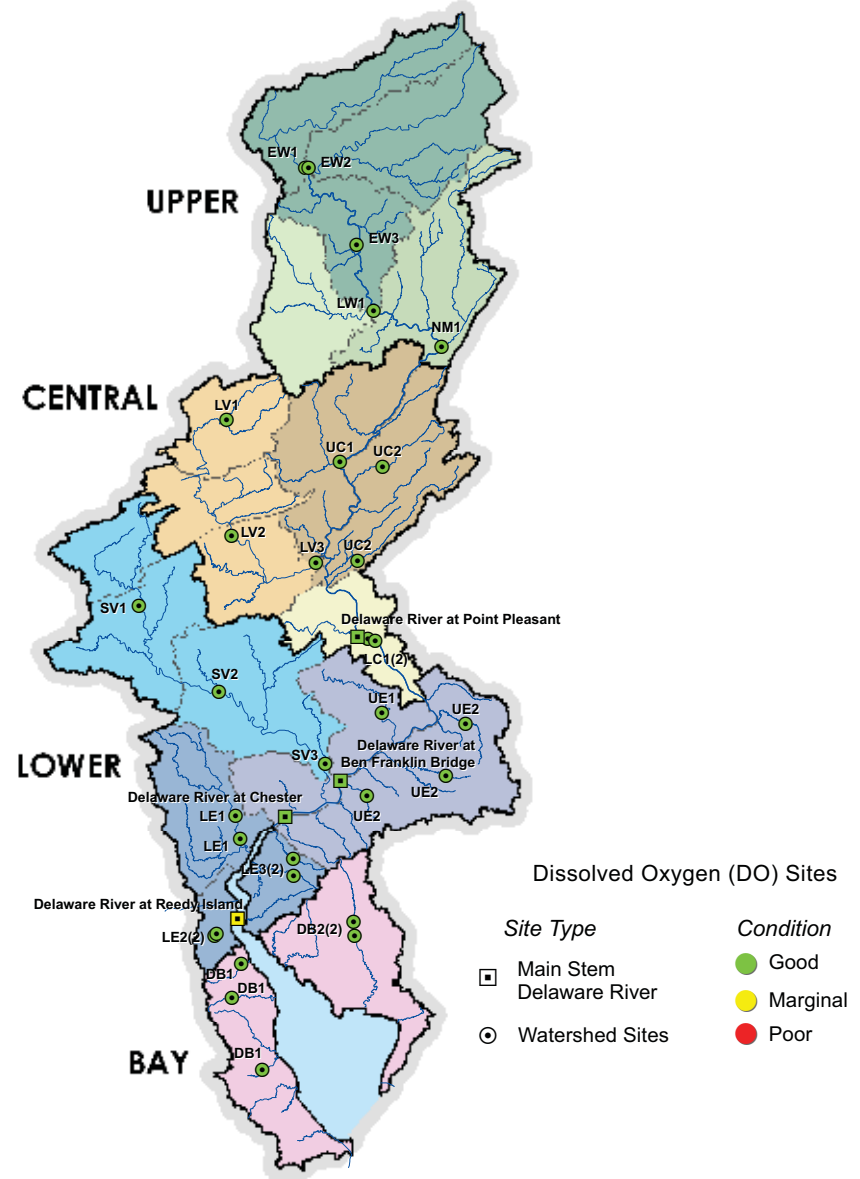 EW1
EW2
UPPER
EW3
LW1
NM1
CENTRAL
LV1
UC1
UC2
LV2
LV3
UC2
SV1
Delaware River at Point Pleasant
LC1(2)
SV2
UE1
UE2
SV3
Delaware River at
Ben Franklin Bridge
LOWER
UE2
Delaware River at Chester
LE1
UE2
LE1
LE3(2)
Dissolved Oxygen (DO) Sites
Delaware River at Reedy Island
LE2(2)
DB2(2)
Site Type
Condition
DB1
DB1
Main Stem
Delaware River
Good
Marginal
Watershed Sites
Poor
DB1
BAY